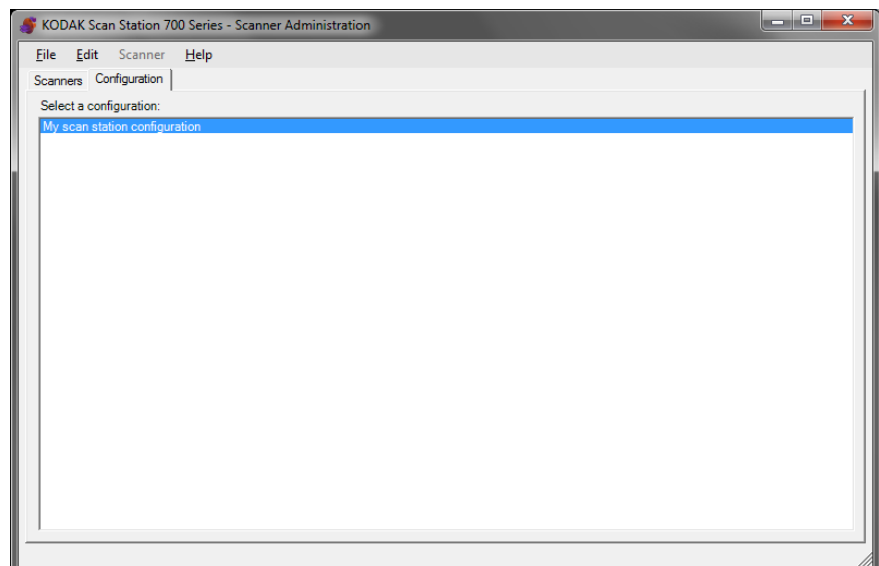 KODAK Scan Station 700 Series - Scanner Administration
File Edit Scanner Help
Scanners Configuration
Select a configuration:
My scan station configuration